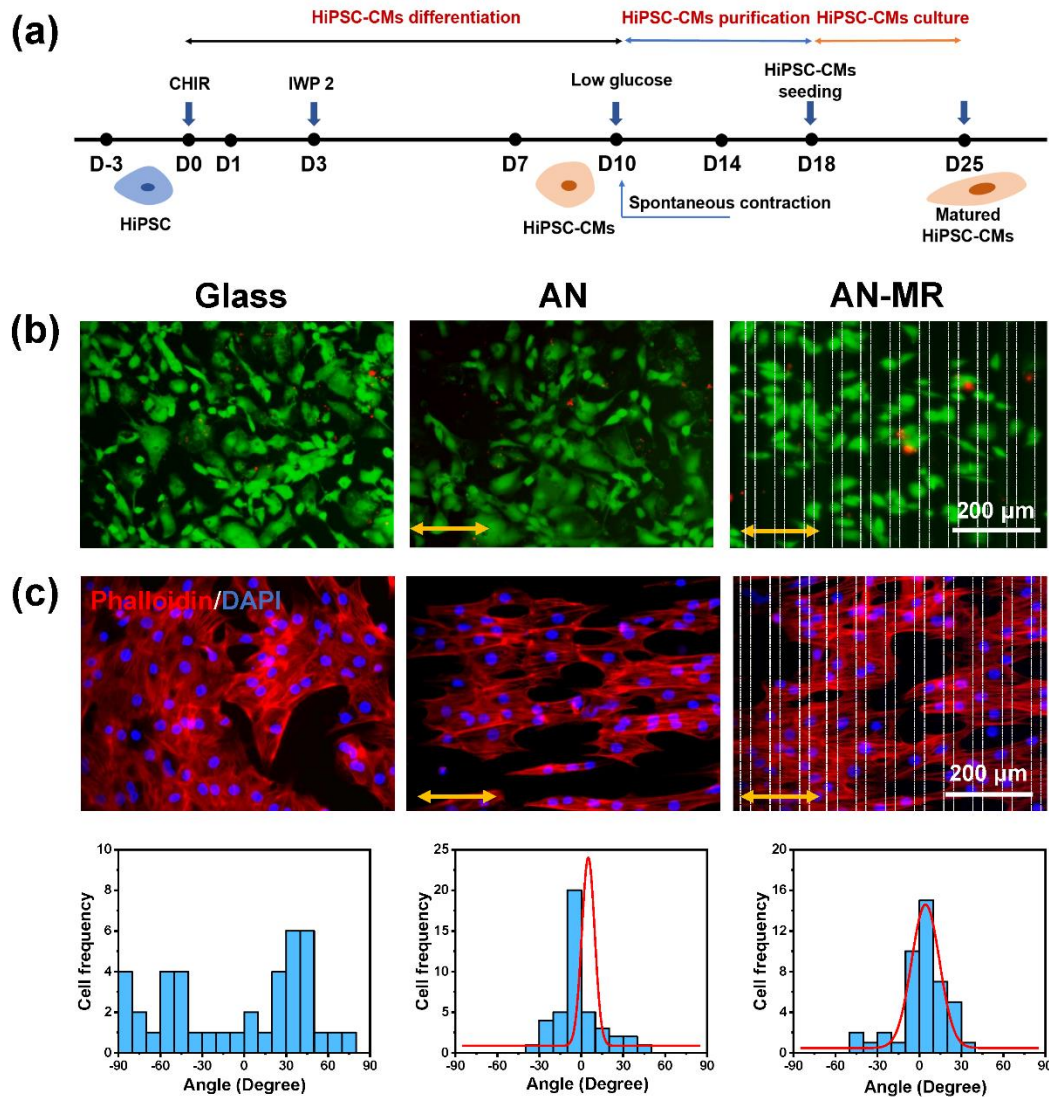 (a)
HiPSC-CMs differentiation
HiPSC-CMs purification
HiPSC-CMs culture
CHIR
IWP 2
Low glucose
HiPSC-CMs
seeding
D-3
D0
D1
D3
D7
D10
D14
D18
D25
HiPSC
HiPSC-CMs
Spontaneous contraction
Matured
HiPSC-CMs
Glass
AN
AN-MR
(b)
200 µm
(c)
Phalloidin/DAPI
200 µm
10
8
6
4
2
0
Cell frequency
-90 -60 -30 0 30 60 90
Angle (Degree)
25
20
15
10
5
0
Cell frequency
-90 -60 -30 0 30 60 90
Angle (Degree)
20
16
12
8
4
0
Cell frequency
-90 -60 -30 0 30 60 90
Angle (Degree)